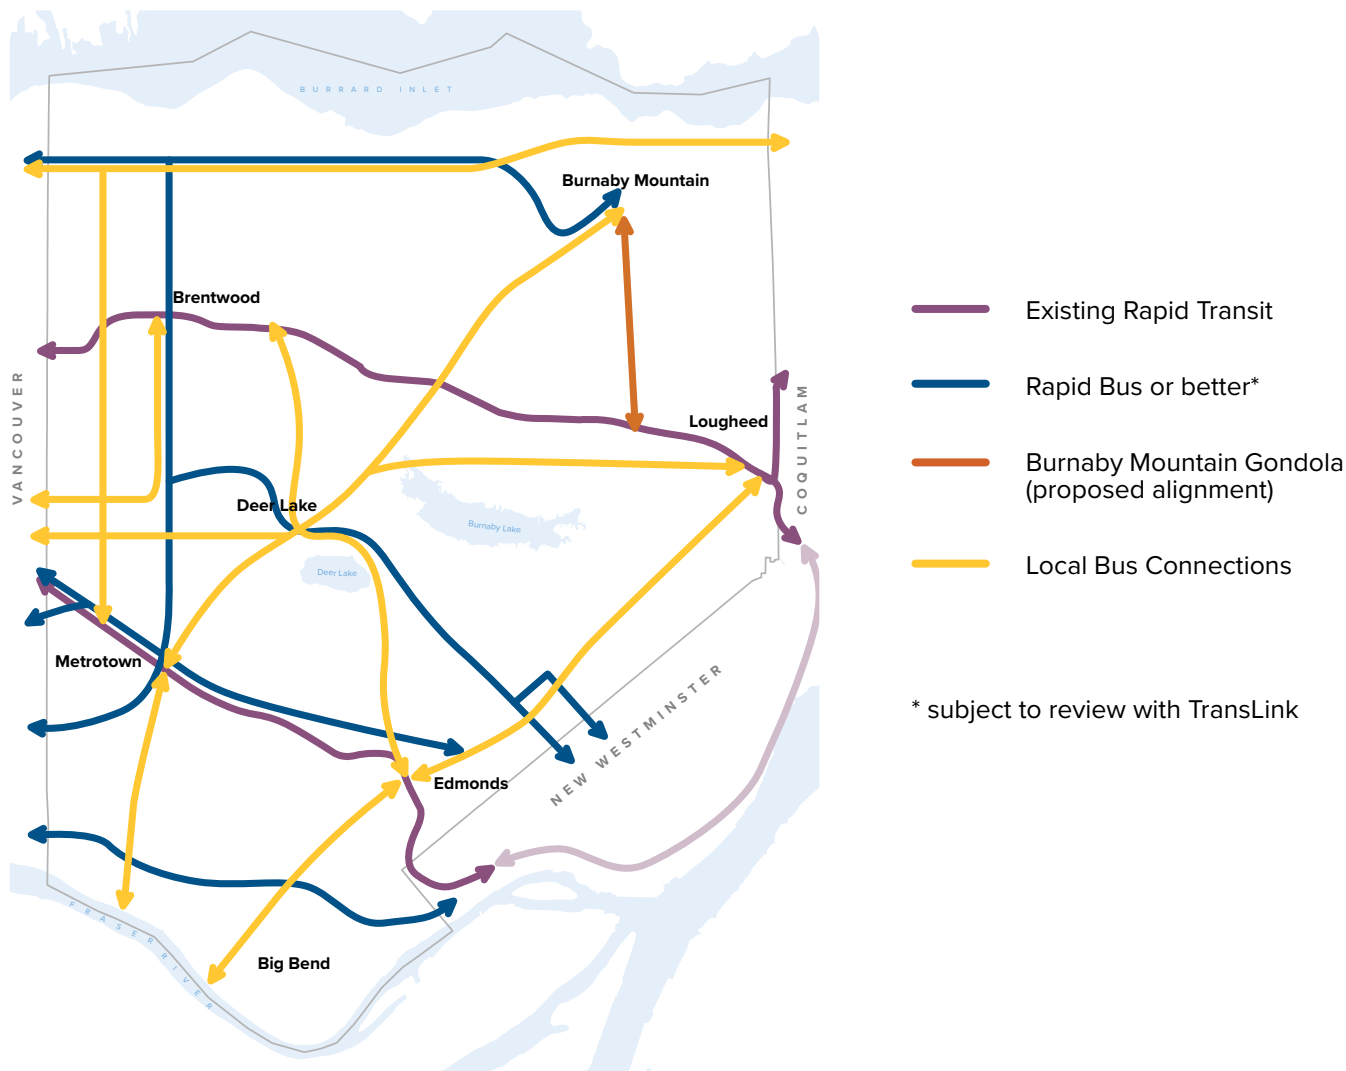 BURRARD INLET
Burnaby Mountain
Brentwood
Existing Rapid Transit
VANCOUVER
COQUITLAM
Rapid Bus or better*
Lougheed
Burnaby Mountain Gondola
(proposed alignment)
Deer Lake
Burnaby Lake
Deer Lake
Local Bus Connections
Metrotown
NEW WESTMINSTER
* subject to review with TransLink
Edmonds
FRASER RIVER
Big Bend